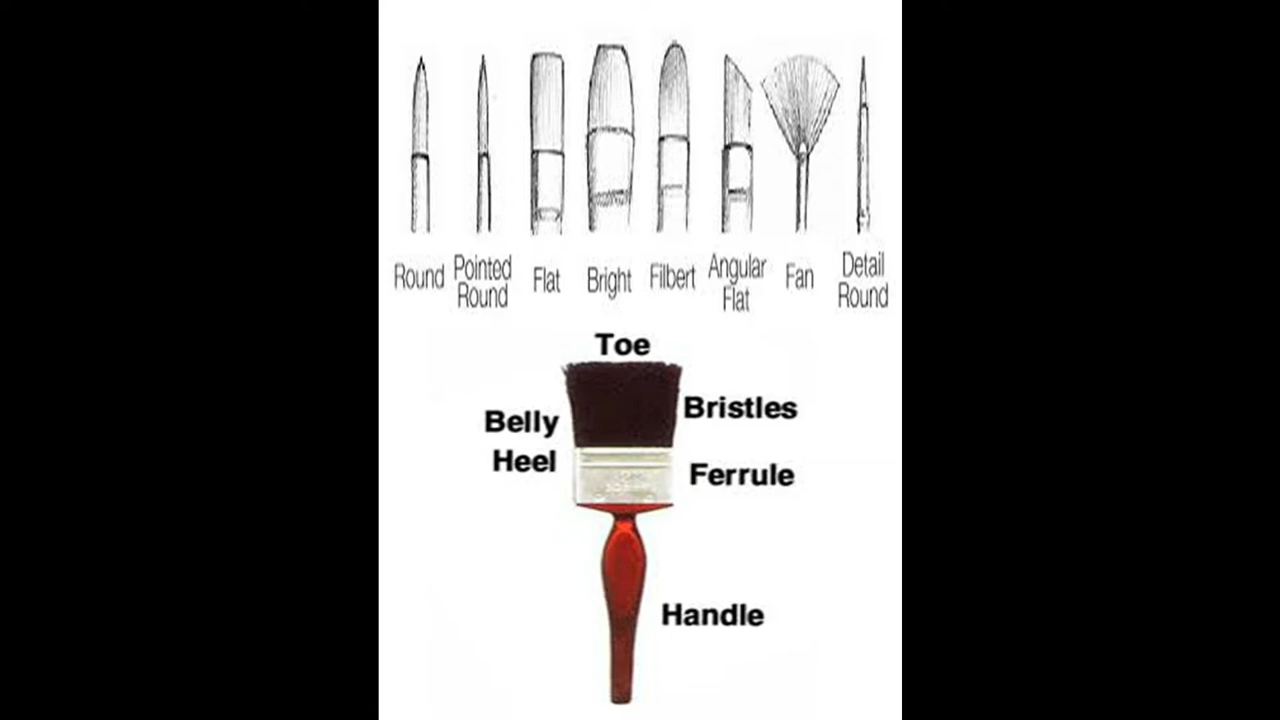 Round
Pointed
Round
Flat
Bright
Filbert
Angular
Flat
Fan
Detail
Round
Toe
Belly
Bristles
Heel
Ferrule
Handle